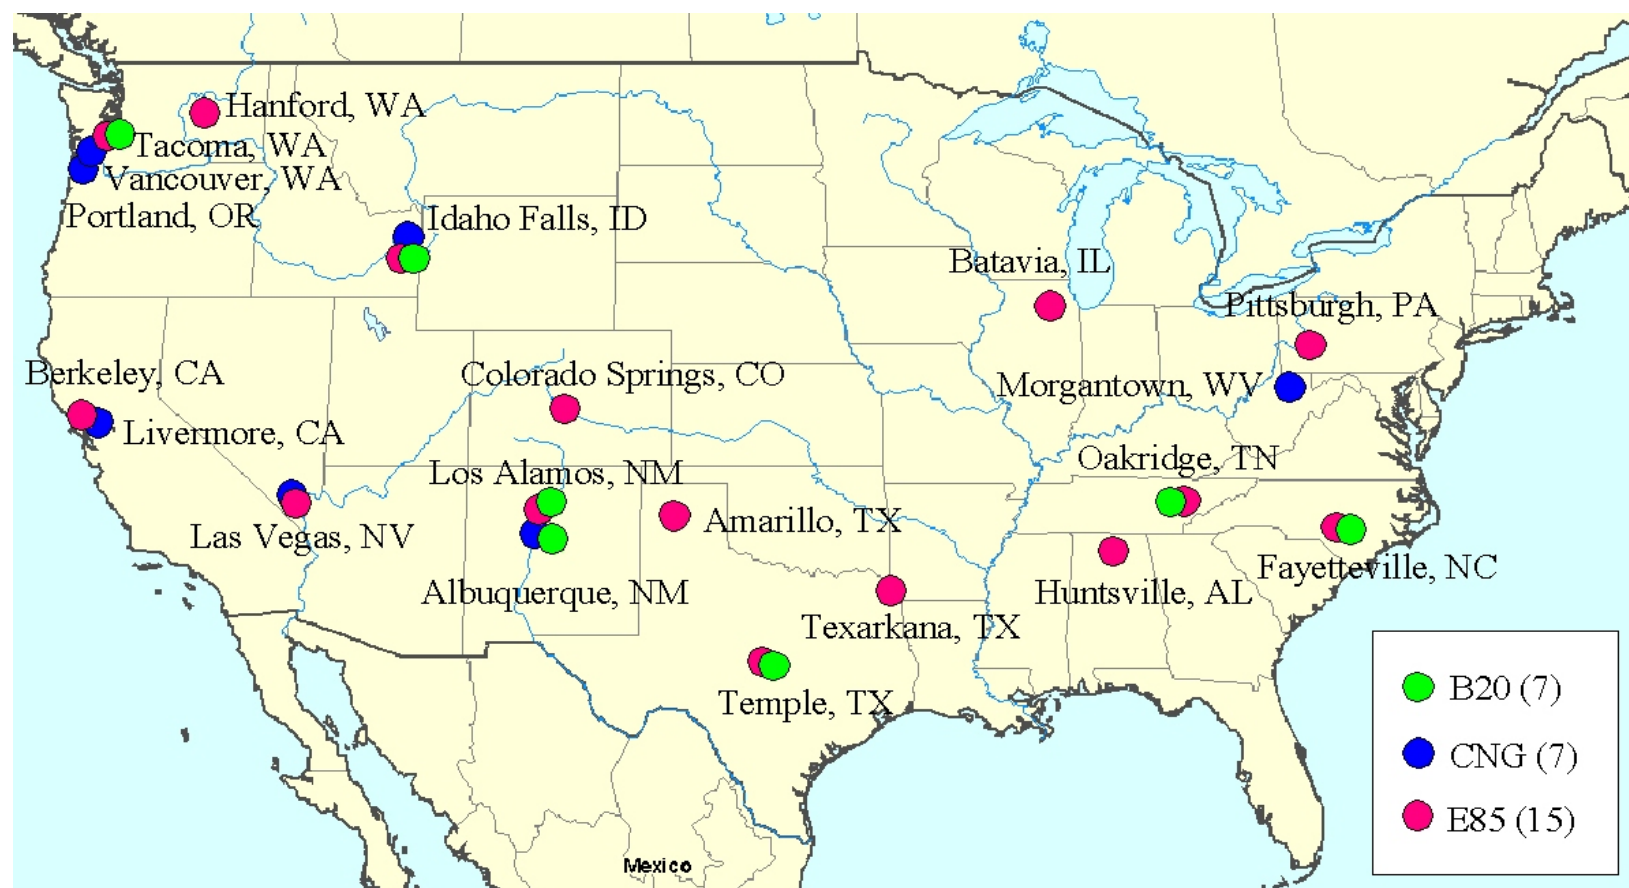 Hanford, WA
Tacoma, WA
Vancouver, WA
Portland, OR
Idaho Falls, ID
Batavia, IL
Pittsburgh, PA
Berkeley, CA
Colorado Springs, CO
Morgantown, WV
Livermore, CA
Los Alamos, NM
Oakridge, TN
Las Vegas, NV
Amarillo, TX
Albuquerque, NM
Huntsville, AL
Fayetteville, NC
Texarkana, TX
Temple, TX
B20 (7)
CNG (7)
E85 (15)
Mexico